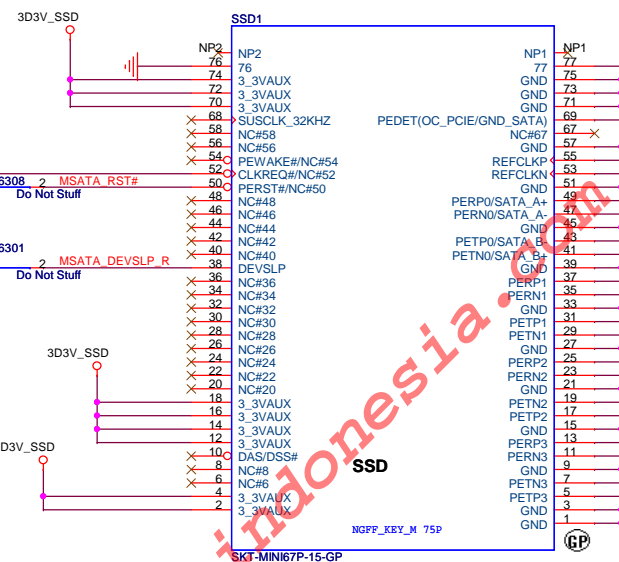 3D3V_SSD
SSD1
NP2 NP2 NP1 NP1
76 76 77 77
74 3_3VAUX GND 75
72 3_3VAUX GND 73
70 3_3VAUX GND 71
68 SUSCLK_32KHZ PEDET(OC_PCIE/GND_SATA) 69
58 NC#58 NC#67 67
56 NC#56 GND 57
54 PEWAKE#/NC#54 REFCLKP 55
52 CLKREQ#/NC#52 REFCLKN 53
6308 2 MSATA_RST# 50 PERST#/NC#50 GND 51
Do Not Stuff
48 NC#48 PERP0/SATA_A+ 49
46 NC#46 PERN0/SATA_A- 47
44 NC#44 GND 45
42 NC#42 PETP0/SATA_B- 43
6301
40 NC#40 PETN0/SATA_B+ 41
2 MSATA_DEVSLP_R 38 DEVSLP GND 39
Do Not Stuff
36 NC#36 PERP1 37
34 NC#34 PERN1 35
32 NC#32 GND 33
30 NC#30 PETP1 31
28 NC#28 PETN1 29
26 NC#26 GND 27
3D3V_SSD
24 NC#24 PERP2 25
22 NC#22 PERN2 23
20 NC#20 GND 21
18 3_3VAUX PETN2 19
16 3_3VAUX PETP2 17
14 3_3VAUX GND 15
12 3_3VAUX PERP3 13
D3V_SSD
10 DAS/DSS# PERN3 11
8 NC#8 GND 9
6 NC#6 PETN3 7
4 3_3VAUX PETP3 5
2 3_3VAUX GND 3
GND 1
SSD
NGFF_KEY_M 75P
GP
SKT-MINI67P-15-GP
indonesia.com